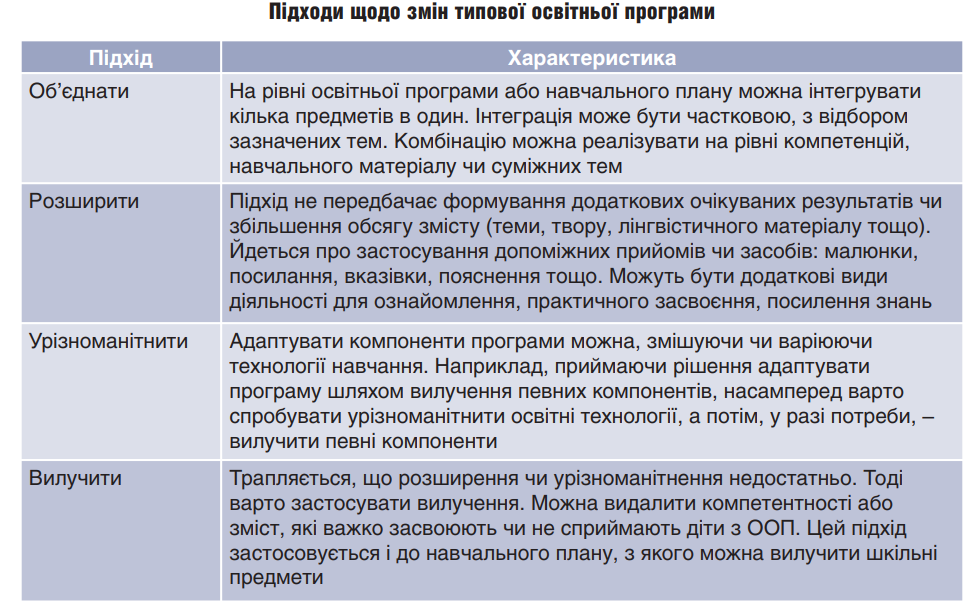 Підходи щодо змін типової освітньої програми
Підхід
Характеристика
Об’єднати
На рівні освітньої програми або навчального плану можна інтегрувати
кілька предметів в один. Інтеграція може бути частковою, з відбором
зазначених тем. Комбінацію можна реалізувати на рівні компетенцій,
навчального матеріалу чи суміжних тем
Розширити
Підхід не передбачає формування додаткових очікуваних результатів чи
збільшення обсягу змісту (теми, твору, лінгвістичного матеріалу тощо).
Йдеться про застосування допоміжних прийомів чи засобів: малюнки,
посилання, вказівки, пояснення тощо. Можуть бути додаткові види
діяльності для ознайомлення, практичного засвоєння, посилення знань
Урізноманітнити
Адаптувати компоненти програми можна, змішуючи чи варіюючи
технології навчання. Наприклад, приймаючи рішення адаптувати
програму шляхом вилучення певних компонентів, насамперед варто
спробувати урізноманітнити освітні технології, а потім, у разі потреби, –
вилучити певні компоненти
Вилучити
Трапляється, що розширення чи урізноманітнення недостатньо. Тоді
варто застосувати вилучення. Можна видалити компетентності або
зміст, які важко засвоюють чи не сприймають діти з ООП. Цей підхід
застосовується і до навчального плану, з якого можна вилучити шкільні
предмети